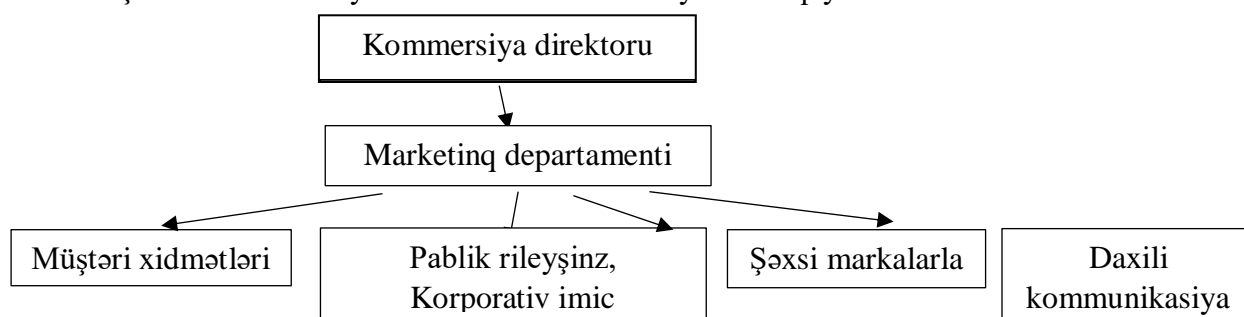 Kommersiya direktoru
Marketinq departamenti
Müştəri xidmətləri
Pablik rileyşinz,
Korporativ imic
Şəxsi markalarla
Daxili
kommunikasiya